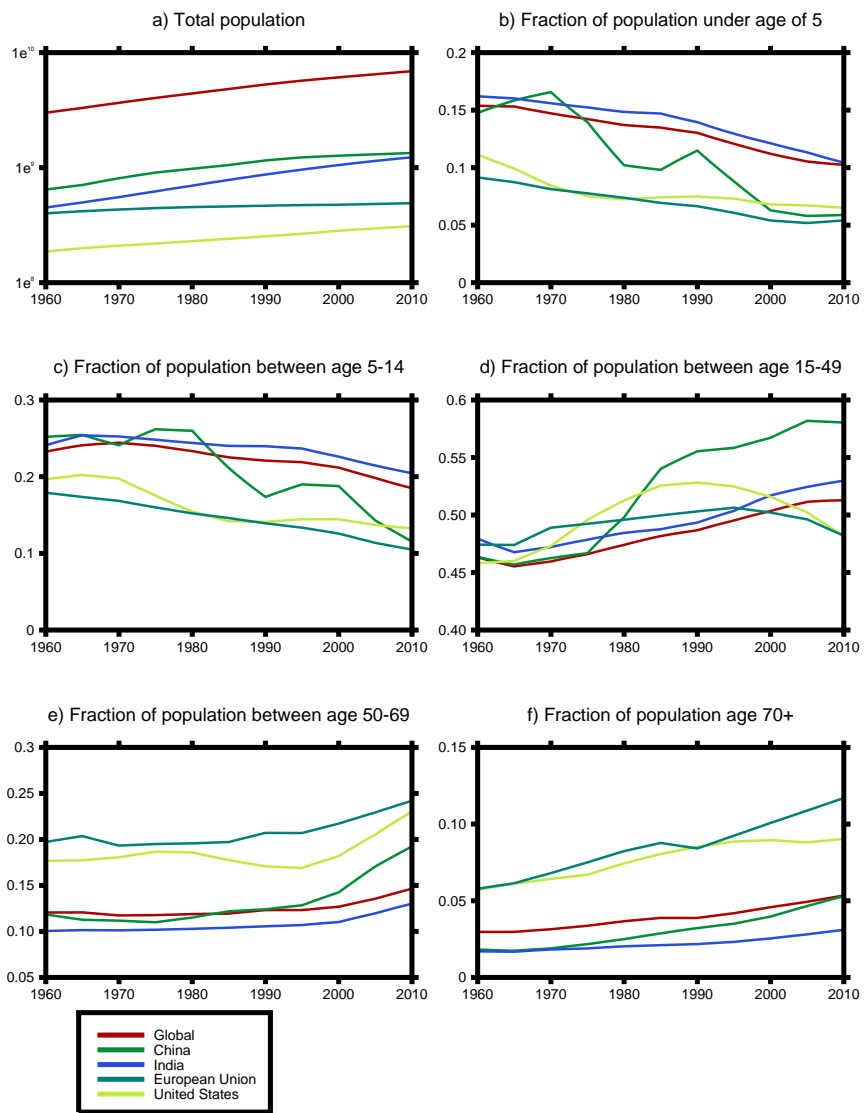 a) Total population
b) Fraction of population under age of 5
1e¹⁰
1e⁹
1e⁸
1960 1970 1980 1990 2000 2010
0.2
0.15
0.1
0.05
0
1960 1970 1980 1990 2000 2010
c) Fraction of population between age 5-14
d) Fraction of population between age 15-49
0.3
0.2
0.1
0
1960 1970 1980 1990 2000 2010
0.6
0.55
0.50
0.45
0.40
1960 1970 1980 1990 2000 2010
e) Fraction of population between age 50-69
f) Fraction of population age 70+
0.3
0.25
0.20
0.15
0.10
0.05
1960 1970 1980 1990 2000 2010
0.15
0.10
0.05
0
1960 1970 1980 1990 2000 2010
Global
China
India
European Union
United States